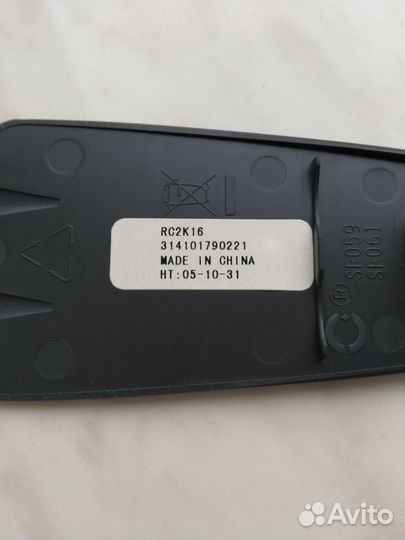 RC2K16
314101790221
MADE IN CHINA
HT:05-10-31
SF059
SF061
R
Avito